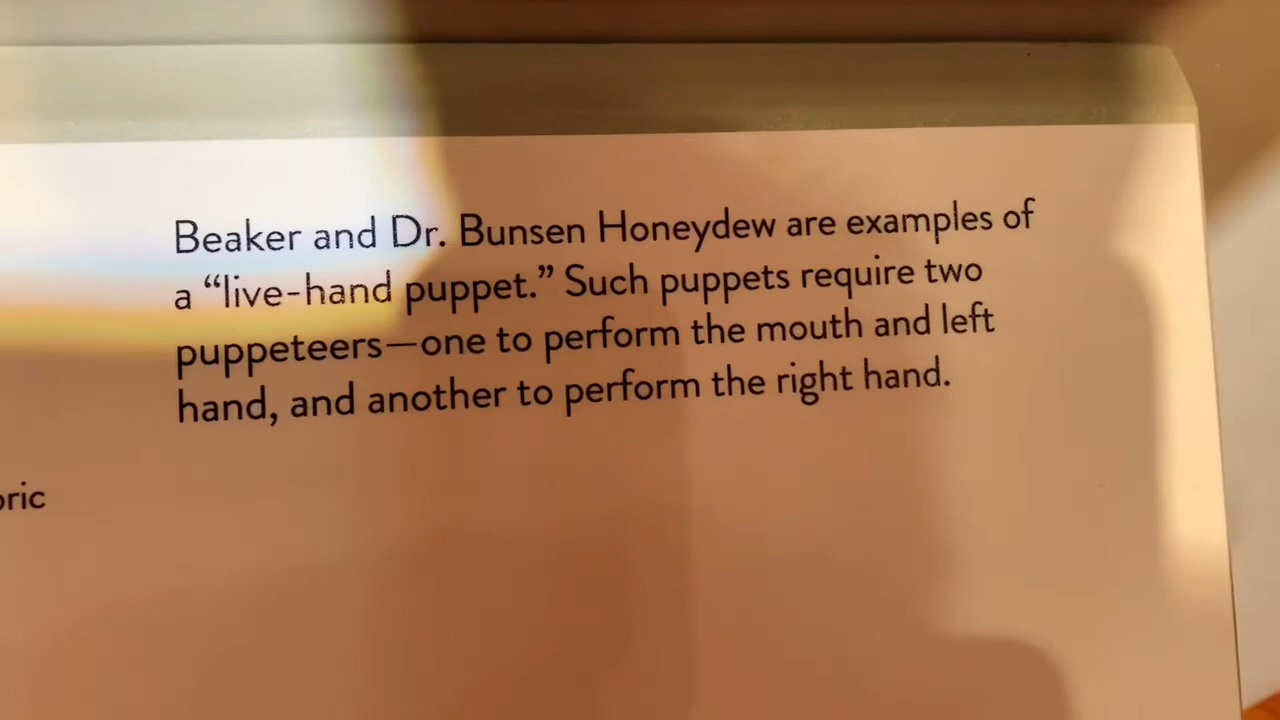 Beaker and Dr. Bunsen Honeydew are examples of
a “live-hand puppet.” Such puppets require two
puppeteers—one to perform the mouth and left
hand, and another to perform the right hand.